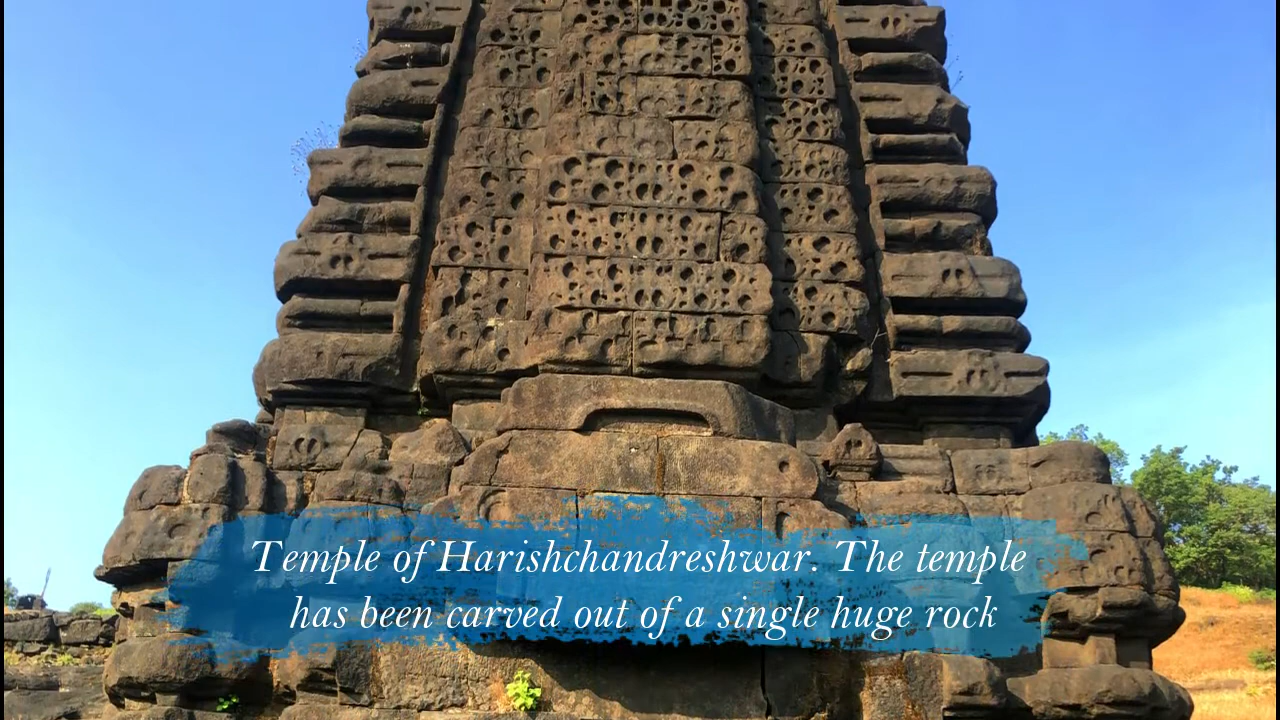 Temple of Harishchandreshwar. The temple
has been carved out of a single huge rock